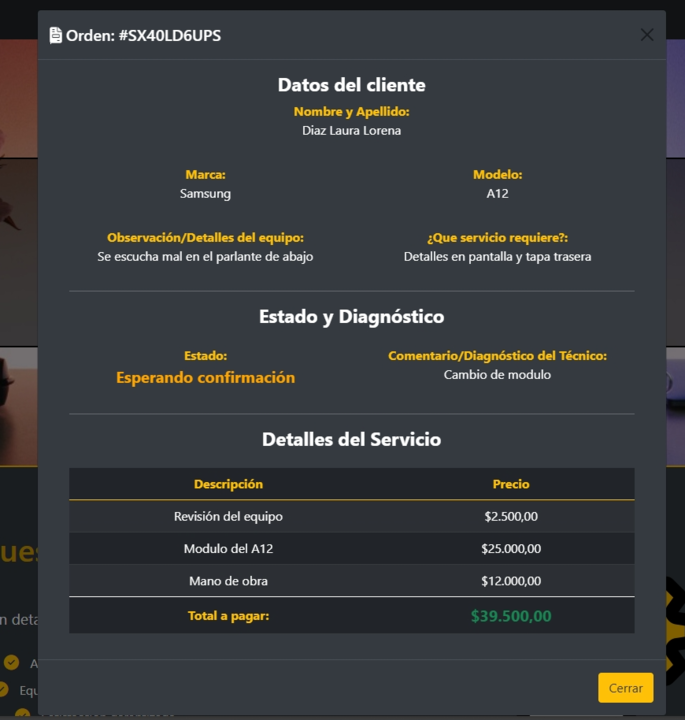 Orden: #SX40LD6UPS
Datos del cliente
Nombre y Apellido:
Diaz Laura Lorena
Marca:
Samsung
Modelo:
A12
Observación/Detalles del equipo:
Se escucha mal en el parlante de abajo
¿Que servicio requiere?:
Detalles en pantalla y tapa trasera
Estado y Diagnóstico
Estado:
Esperando confirmación
Comentario/Diagnóstico del Técnico:
Cambio de modulo
Detalles del Servicio
Descripción Precio
Revisión del equipo $2.500,00
Modulo del A12 $25.000,00
Mano de obra $12.000,00
Total a pagar: $39.500,00
Cerrar